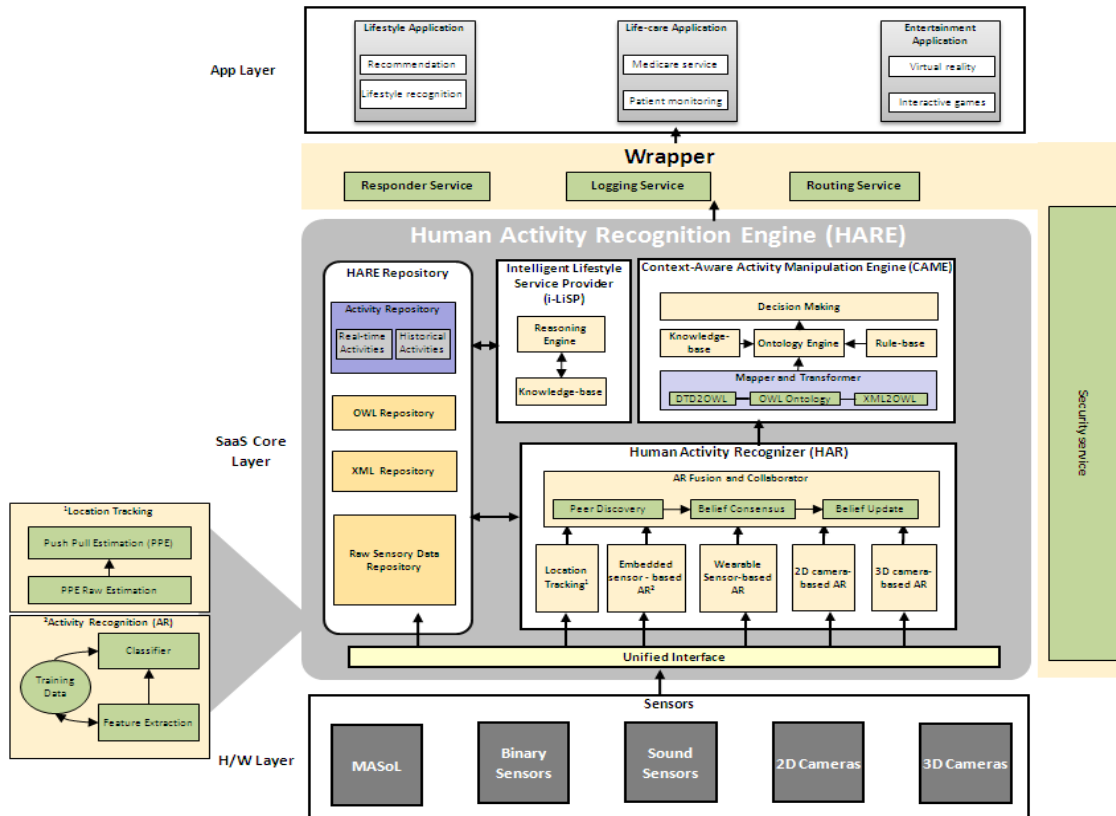 Lifestyle Application
Recommendation
Lifestyle recognition
Life-care Application
Medicare service
Patient monitoring
Entertainment
Application
Virtual reality
Interactive games
App Layer
Wrapper
Responder Service
Logging Service
Routing Service
Security service
Human Activity Recognition Engine (HARE)
HARE Repository
Activity Repository
Real-time
Activities
Historical
Activities
OWL Repository
XML Repository
Raw Sensory Data
Repository
Intelligent Lifestyle
Service Provider
(i-LiSP)
Reasoning
Engine
Knowledge-base
Context-Aware Activity Manipulation Engine (CAME)
Decision Making
Knowledge-
base
Ontology Engine
Rule-base
Mapper and Transformer
DTD2OWL
OWL Ontology
XML2OWL
SaaS Core
Layer
Human Activity Recognizer (HAR)
AR Fusion and Collaborator
Peer Discovery
Belief Consensus
Belief Update
Location
Tracking¹
Embedded
sensor - based
AR²
Wearable
Sensor-based
AR
2D camera-
based AR
3D camera-
based AR
Unified Interface
¹Location Tracking
Push Pull Estimation (PPE)
PPE Raw Estimation
²Activity Recognition (AR)
Classifier
Training
Data
Feature Extraction
H/W Layer
Sensors
MASoL
Binary
Sensors
Sound
Sensors
2D Cameras
3D Cameras